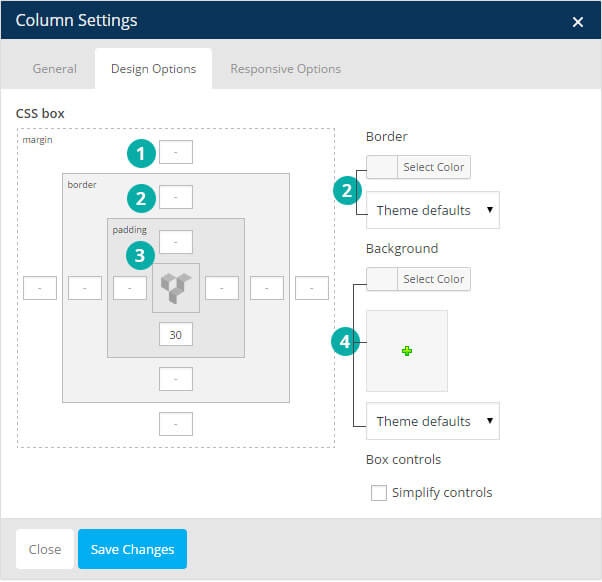 Column Settings ×
General Design Options Responsive Options
CSS box
margin
1 -
border
2 -
padding
-
3
- - - - - -
30
-
-
Border
Select Color
2
Theme defaults
Background
Select Color
4
Theme defaults
Box controls
Simplify controls
Close Save Changes